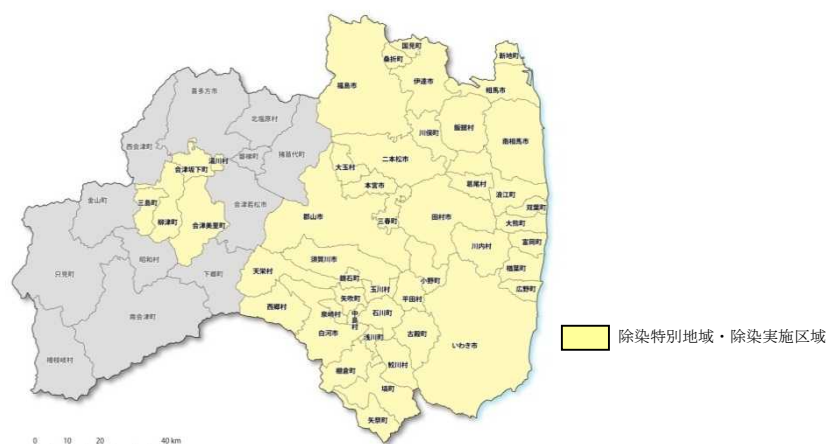 国見町
桑折町
新地町
伊達市
相馬市
福島市
喜多方市
北塩原村
川俣町
飯舘村
南相馬市
西会津町
湯川村
磐梯町
猪苗代町
会津坂下町
大玉村
二本松市
本宮市
葛尾村
浪江町
双葉町
金山町
三島町
会津若松市
柳津町
会津美里町
郡山市
三春町
田村市
大熊町
川内村
富岡町
昭和村
須賀川市
楢葉町
只見町
下郷町
天栄村
鏡石町
玉川村
小野町
広野町
西郷村
矢吹町
平田村
泉崎村
中島村
石川町
南会津町
白河市
浅川町
古殿町
いわき市
檜枝岐村
棚倉町
鮫川村
塙町
矢祭町
除染特別地域・除染実施区域
0 10 20 40 km